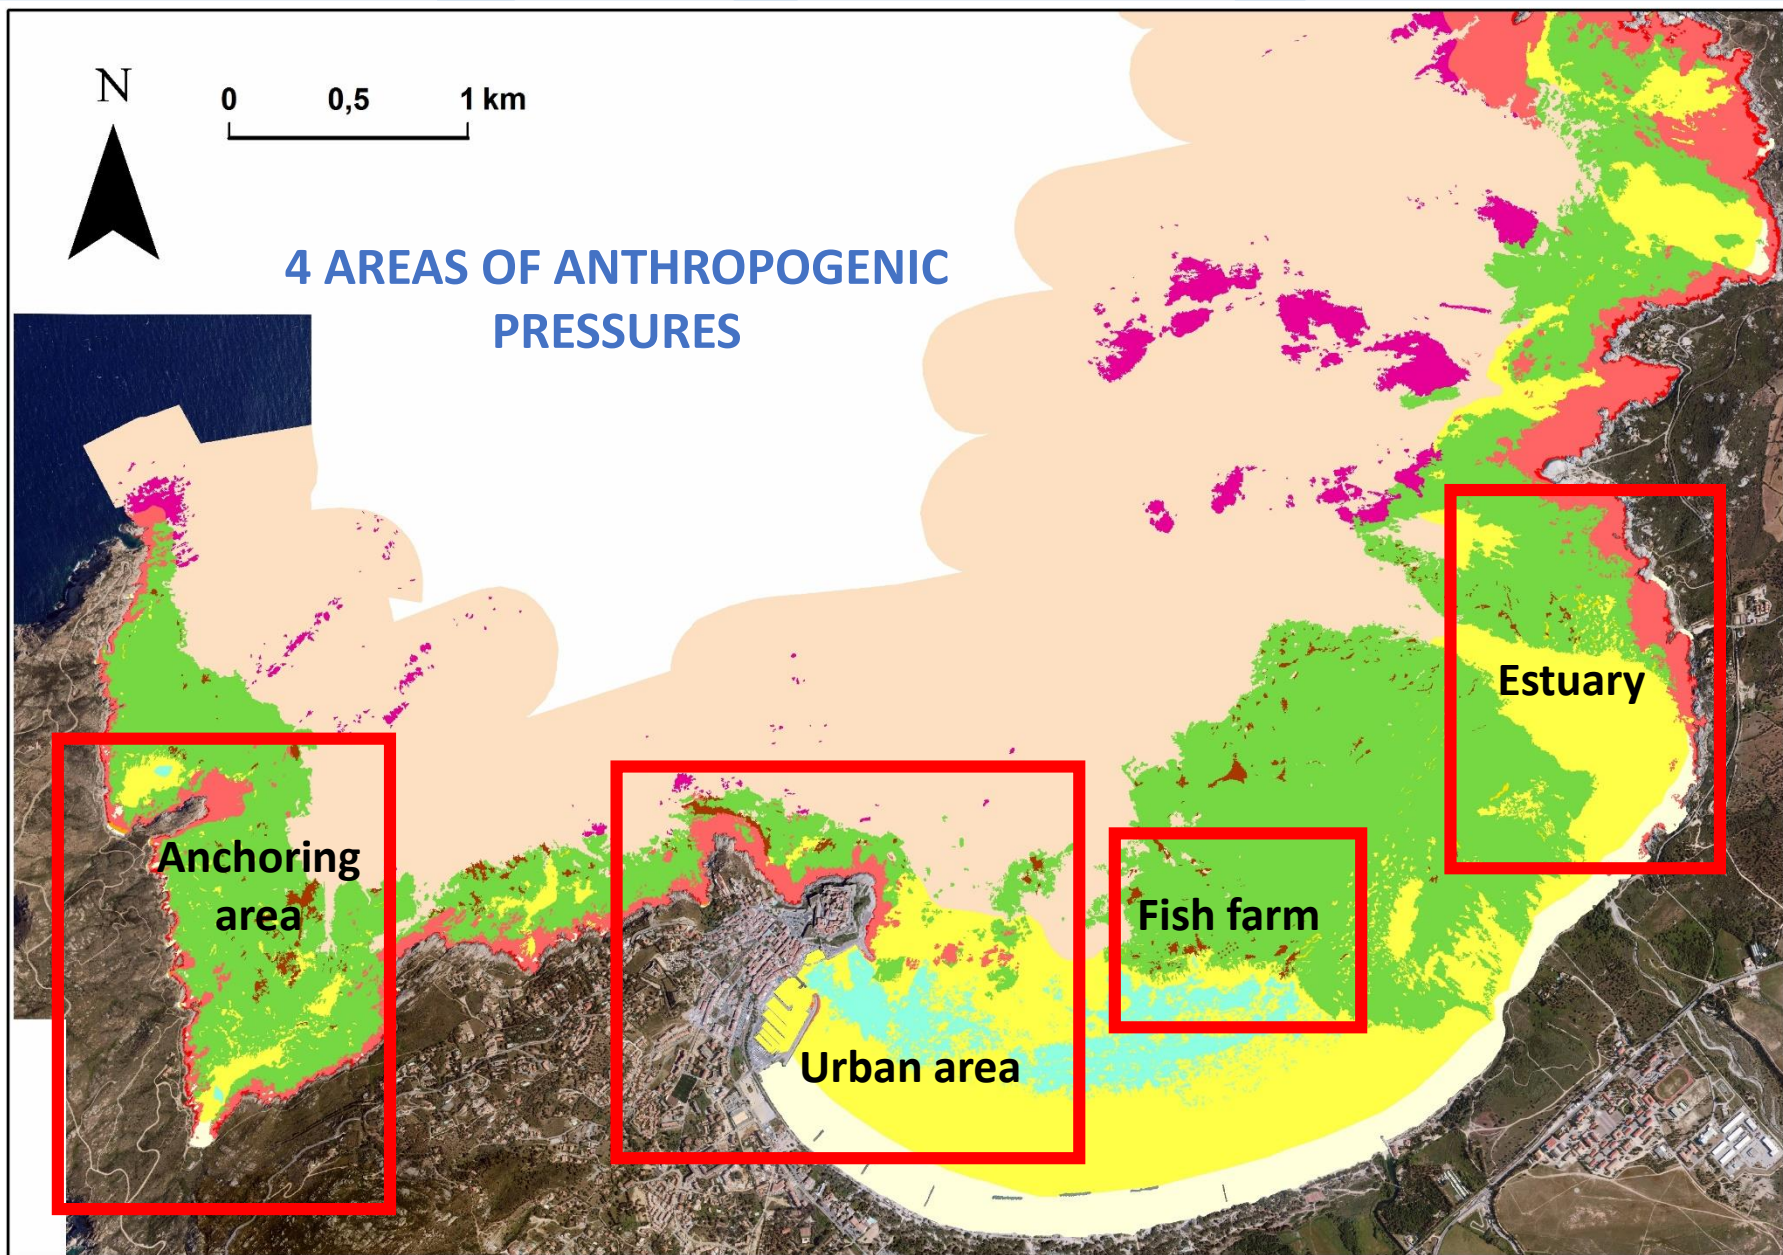 N
0 0,5 1 km
4 AREAS OF ANTHROPOGENIC
PRESSURES
Estuary
Anchoring
area
Fish farm
Urban area